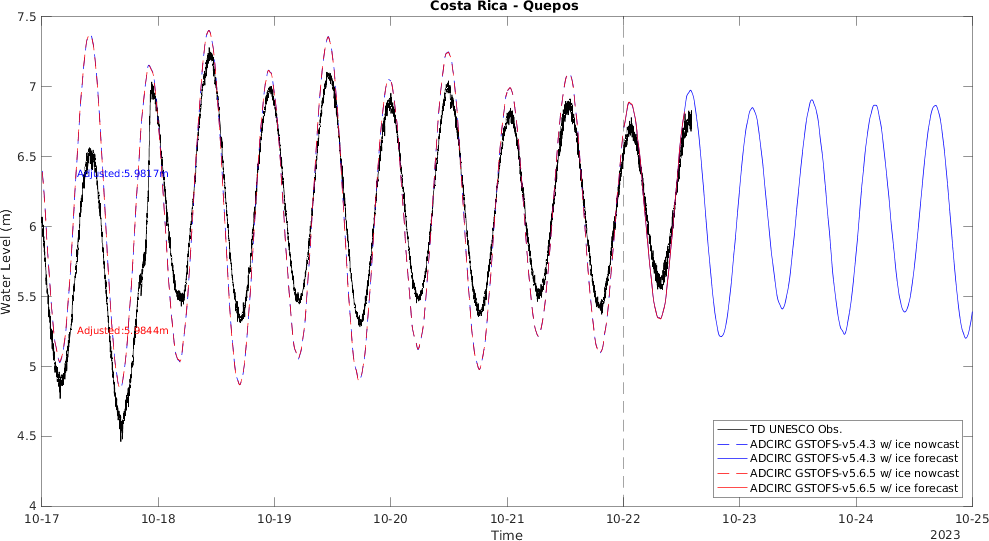 Costa Rica - Quepos
7.5
7
6.5
6
5.5
5
4.5
4
Water Level (m)
Adjusted:5.9817m
Adjusted:5.9844m
TD UNESCO Obs.
ADCIRC GSTOFS-v5.4.3 w/ ice nowcast
ADCIRC GSTOFS-v5.4.3 w/ ice forecast
ADCIRC GSTOFS-v5.6.5 w/ ice nowcast
ADCIRC GSTOFS-v5.6.5 w/ ice forecast
10-17 10-18 10-19 10-20 10-21 10-22 10-23 10-24 10-25
Time
2023